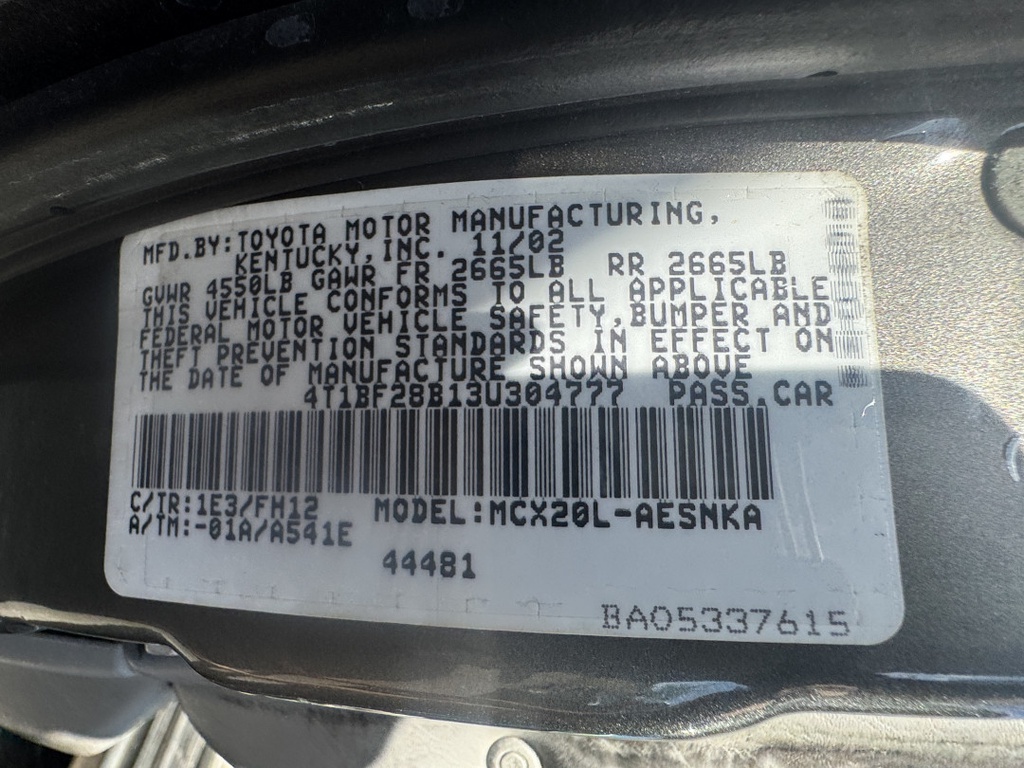 MFD.BY:TOYOTA MOTOR MANUFACTURING,
KENTUCKY,INC. 11/02
GVWR 4550LB GAWR FR 2665LB RR 2665LB
THIS VEHICLE CONFORMS TO ALL APPLICABLE
FEDERAL MOTOR VEHICLE SAFETY,BUMPER AND
THEFT PREVENTION STANDARDS IN EFFECT ON
THE DATE OF MANUFACTURE SHOWN ABOVE
4T1BF28B13U304777 PASS.CAR
C/TR:1E3/FH12 MODEL:MCX20L-AESNKA
A/TM:-01A/A541E
44481
BA05337615